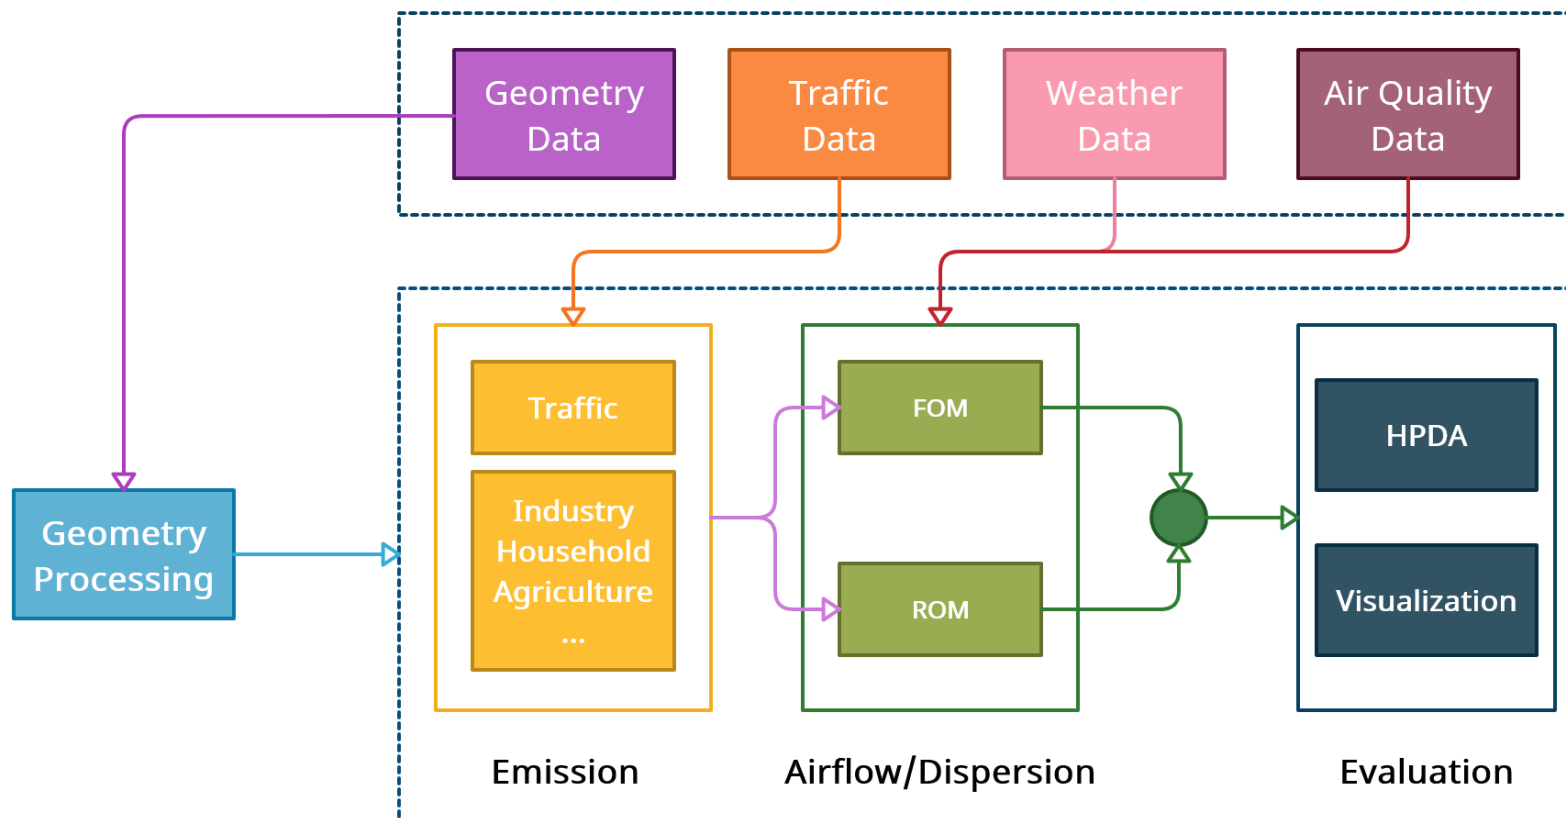 Geometry
Data
Traffic
Data
Weather
Data
Air Quality
Data
Geometry
Processing
Traffic
Industry
Household
Agriculture
...
FOM
ROM
HPDA
Visualization
Emission
Airflow/Dispersion
Evaluation